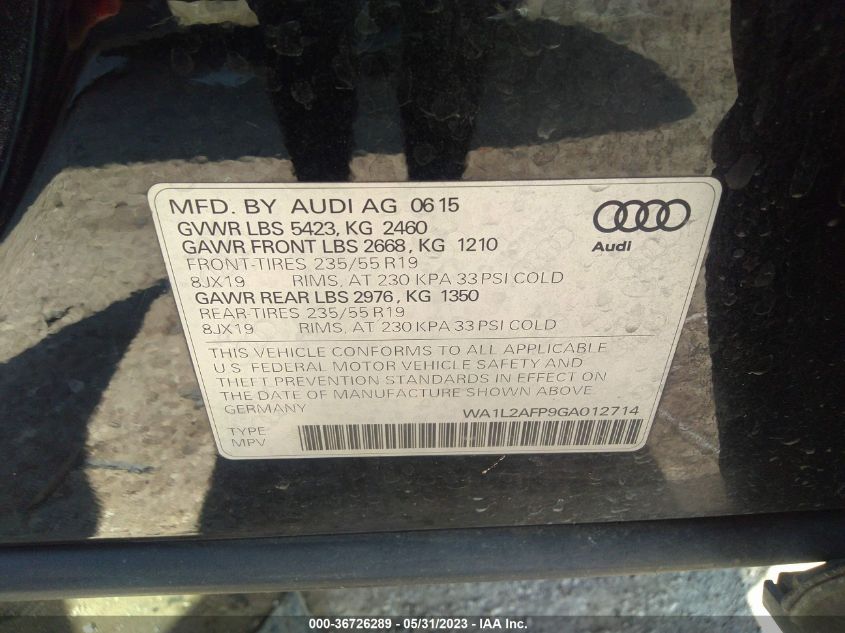 MFD. BY AUDI AG 0615
GVWR LBS 5423, KG 2460
GAWR FRONT LBS 2668, KG 1210
FRONT-TIRES 235/55 R19
8JX19 RIMS, AT 230 KPA 33 PSI COLD
GAWR REAR LBS 2976, KG 1350
REAR-TIRES 235/55 R19
8JX19 RIMS, AT 230 KPA 33 PSI COLD
Audi
THIS VEHICLE CONFORMS TO ALL APPLICABLE
U.S. FEDERAL MOTOR VEHICLE SAFETY AND
THEFT PREVENTION STANDARDS IN EFFECT ON
THE DATE OF MANUFACTURE SHOWN ABOVE.
GERMANY WA1L2AFP9GA012714
TYPE:
MPV
000-36726289 - 05/31/2023 - IAA Inc.